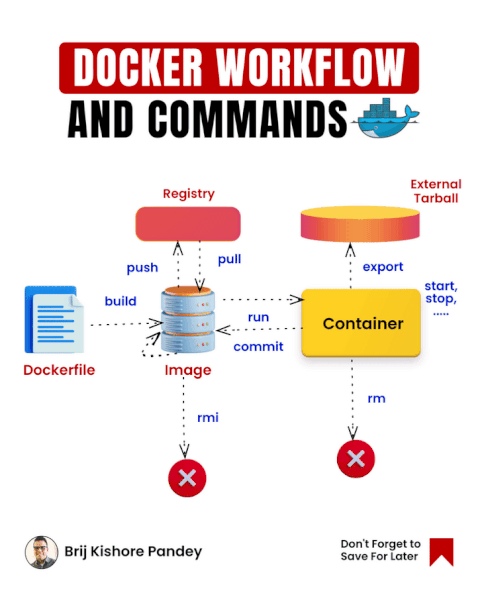 DOCKER WORKFLOW
AND COMMANDS
Registry
External
Tarball
push
pull
export
build
start,
stop,
.....
run
Container
commit
Dockerfile
Image
rmi
rm
Brij Kishore Pandey
Don't Forget to
Save For Later